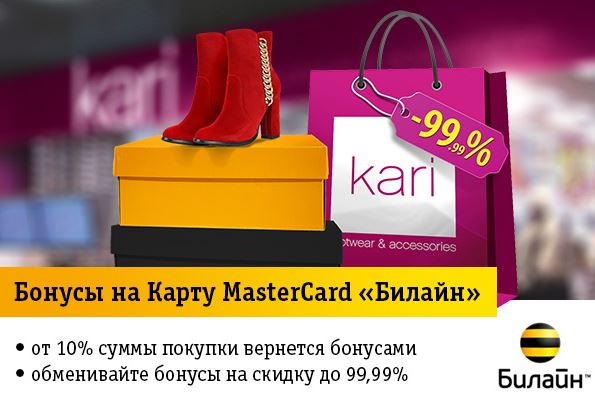 kari
-99.99%
kari
footwear & accessories
Бонусы на Карту MasterCard «Билайн»
• от 10% суммы покупки вернется бонусами
• обменивайте бонусы на скидку до 99,99%
Билайн™